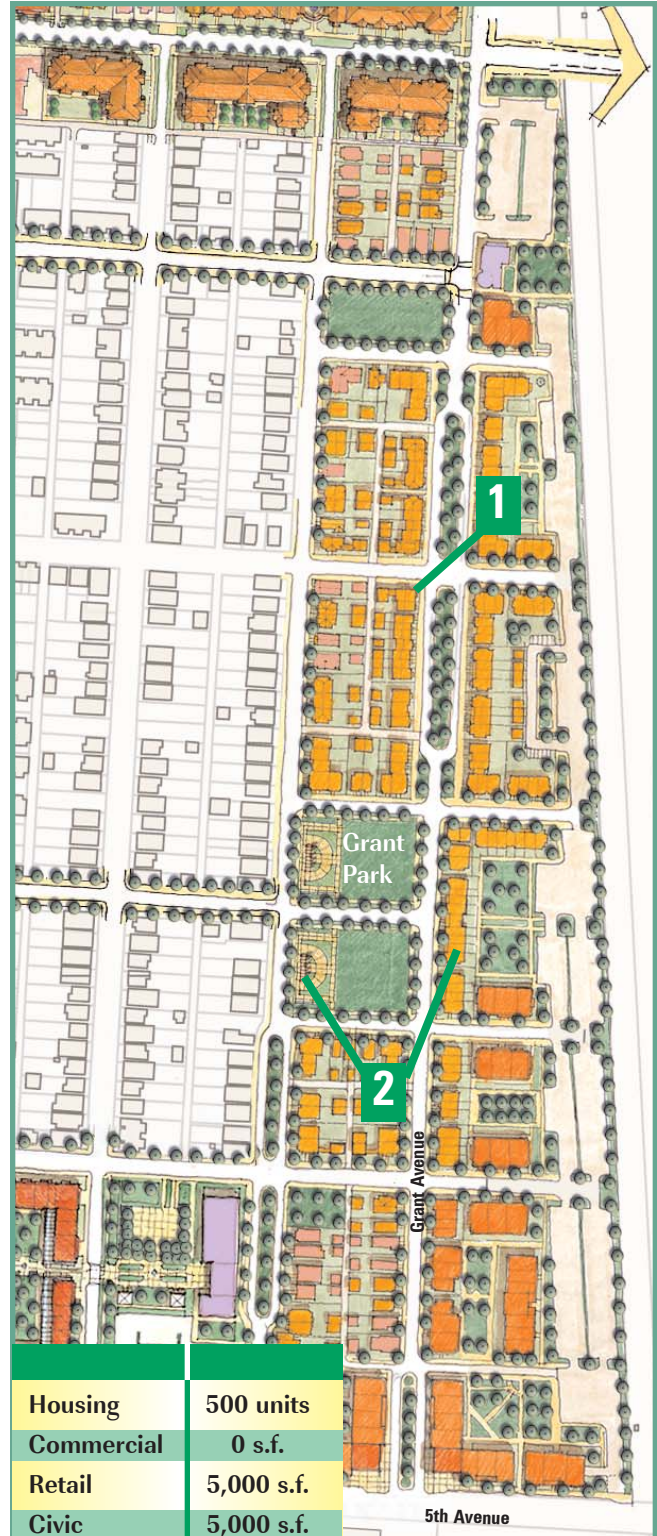 1
Grant
Park
2
Grant Avenue
Housing 500 units
Commercial 0 s.f.
Retail 5,000 s.f.
Civic 5,000 s.f.
5th Avenue